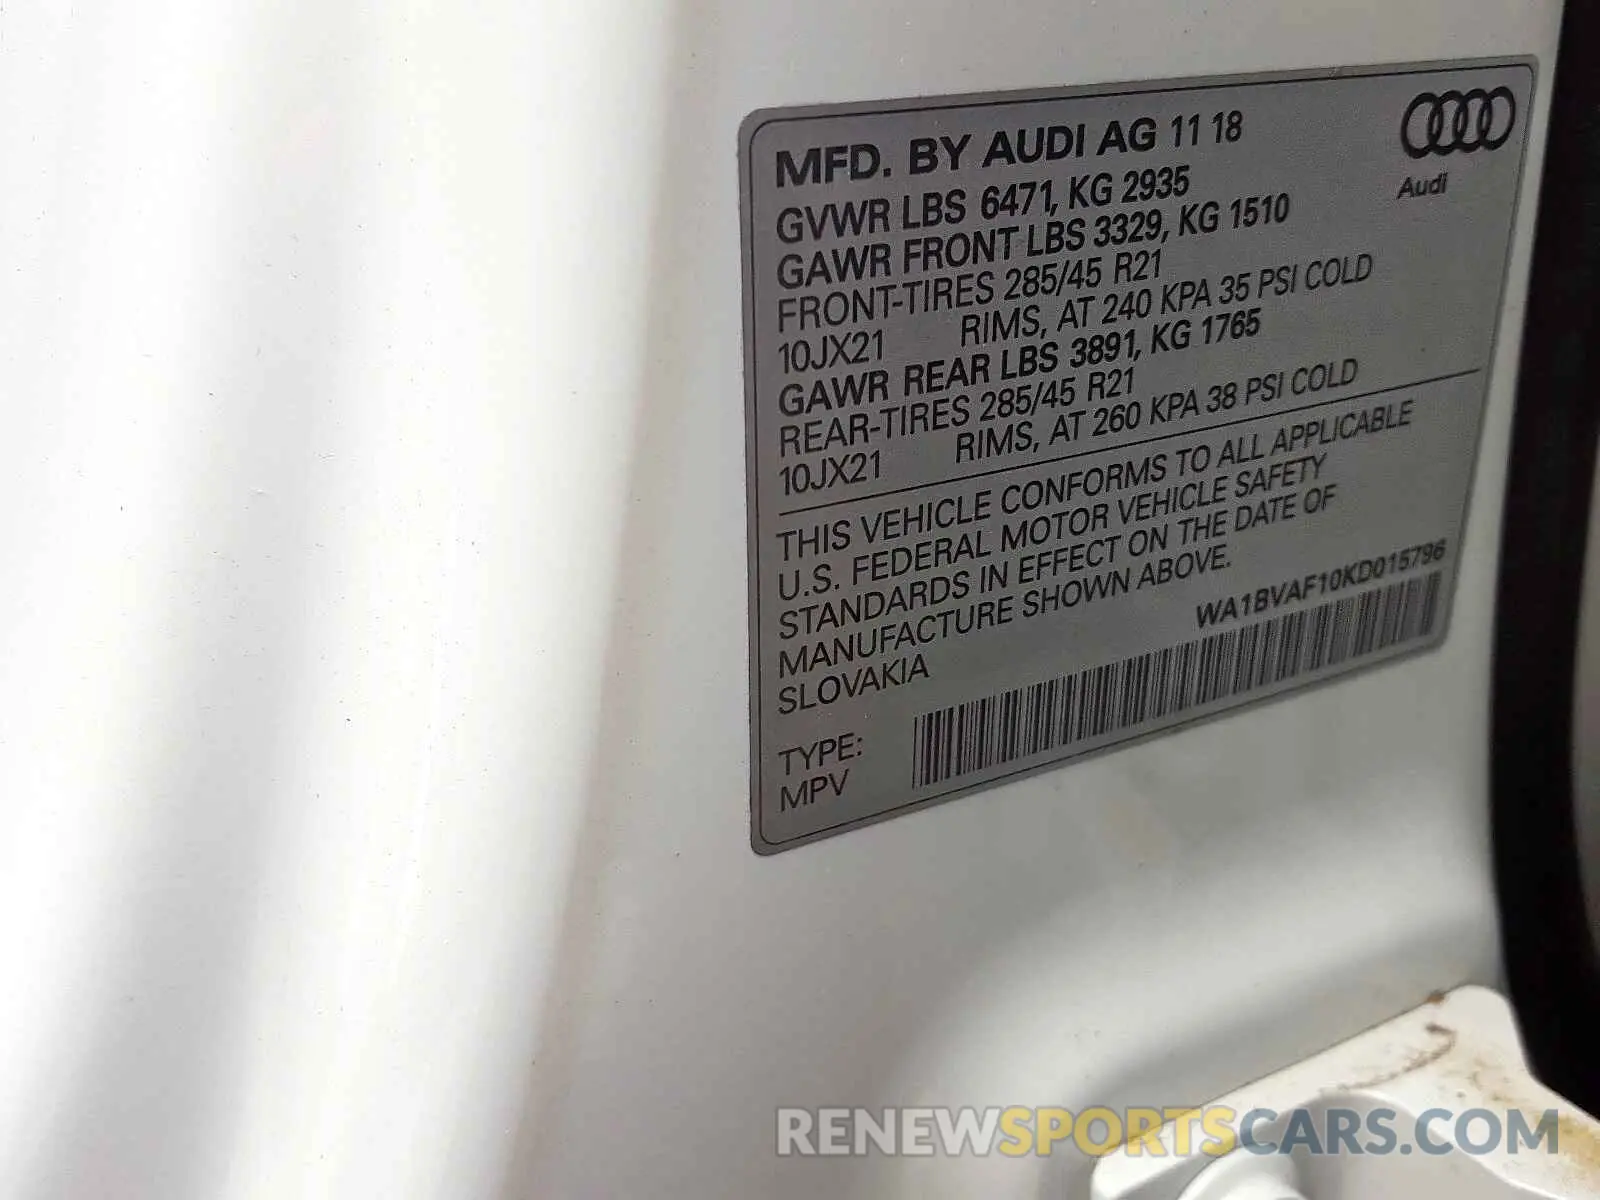 MFD. BY AUDI AG 11 18
Audi
GVWR LBS 6471, KG 2935
GAWR FRONT LBS 3329, KG 1510
FRONT-TIRES 285/45 R21
10JX21 RIMS, AT 240 KPA 35 PSI COLD
GAWR REAR LBS 3891, KG 1765
REAR-TIRES 285/45 R21
10JX21 RIMS, AT 260 KPA 38 PSI COLD
THIS VEHICLE CONFORMS TO ALL APPLICABLE
U.S. FEDERAL MOTOR VEHICLE SAFETY
STANDARDS IN EFFECT ON THE DATE OF
MANUFACTURE SHOWN ABOVE.
SLOVAKIA
WA1BVAF10KD015796
TYPE:
MPV
RENEWSPORTSCARS.COM